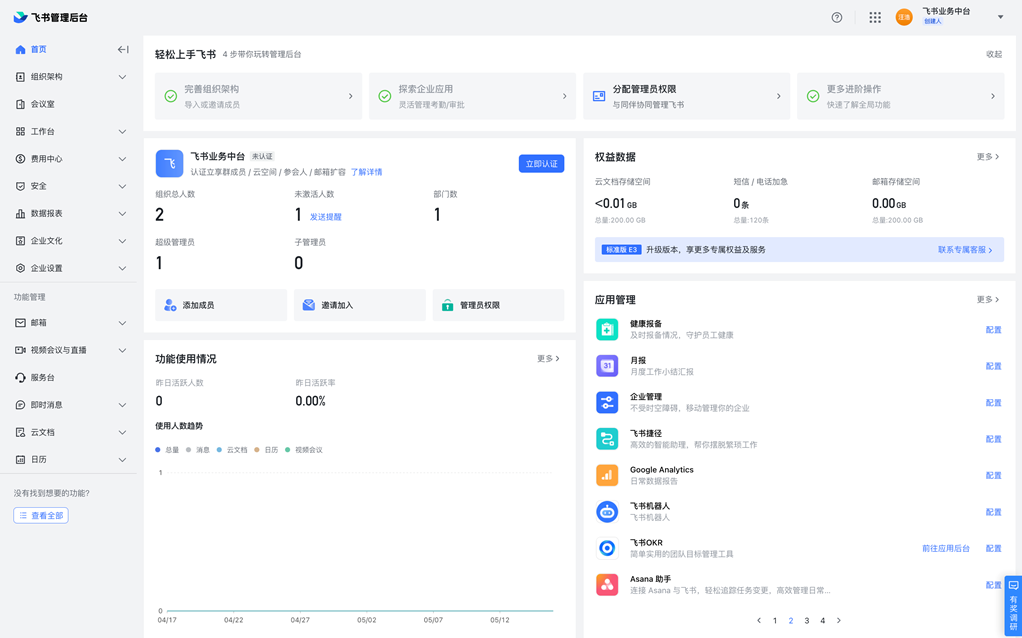 飞书管理后台
汪海
飞书业务中台
创建人
首页
组织架构
会议室
工作台
费用中心
安全
数据报表
企业文化
企业设置
功能管理
邮箱
视频会议与直播
服务台
即时消息
云文档
日历
没有找到想要的功能?
查看全部
轻松上手飞书 4 步带你玩转管理后台
收起
完善组织架构
导入或邀请成员
探索企业应用
灵活管理考勤/审批
分配管理员权限
与同伴协同管理飞书
更多进阶操作
快速了解全局功能
飞书业务中台 未认证
认证立享群成员 / 云空间 / 参会人 / 邮箱扩容 了解详情
立即认证
组织总人数
2
未激活人数
1 发送提醒
部门数
1
超级管理员
1
子管理员
0
添加成员
邀请加入
管理员权限
功能使用情况
更多
昨日活跃人数
0
昨日活跃率
0.00%
使用人数趋势
总量 消息 云文档 日历 视频会议
1
0
04/17 04/22 04/27 05/02 05/07 05/12
权益数据
更多
云文档存储空间
<0.01 GB
总量:200.00 GB
短信 / 电话加急
0 条
总量:120条
邮箱存储空间
0.00 GB
总量:200.00 GB
标准版 E3 升级版本，享更多专属权益及服务
联系专属客服
应用管理
更多
健康报备
及时报备情况，守护员工健康
配置
31
月报
月度工作小结汇报
配置
企业管理
不受时空障碍，移动管理你的企业
配置
飞书捷径
高效的智能助理，帮你摆脱繁琐工作
配置
Google Analytics
日常数据报告
配置
飞书机器人
飞书机器人
配置
飞书OKR
简单实用的团队目标管理工具
前往应用后台 配置
Asana 助手
连接 Asana 与飞书，轻松追踪任务变更，高效管理日常...
配置
1 2 3 4
有奖调研